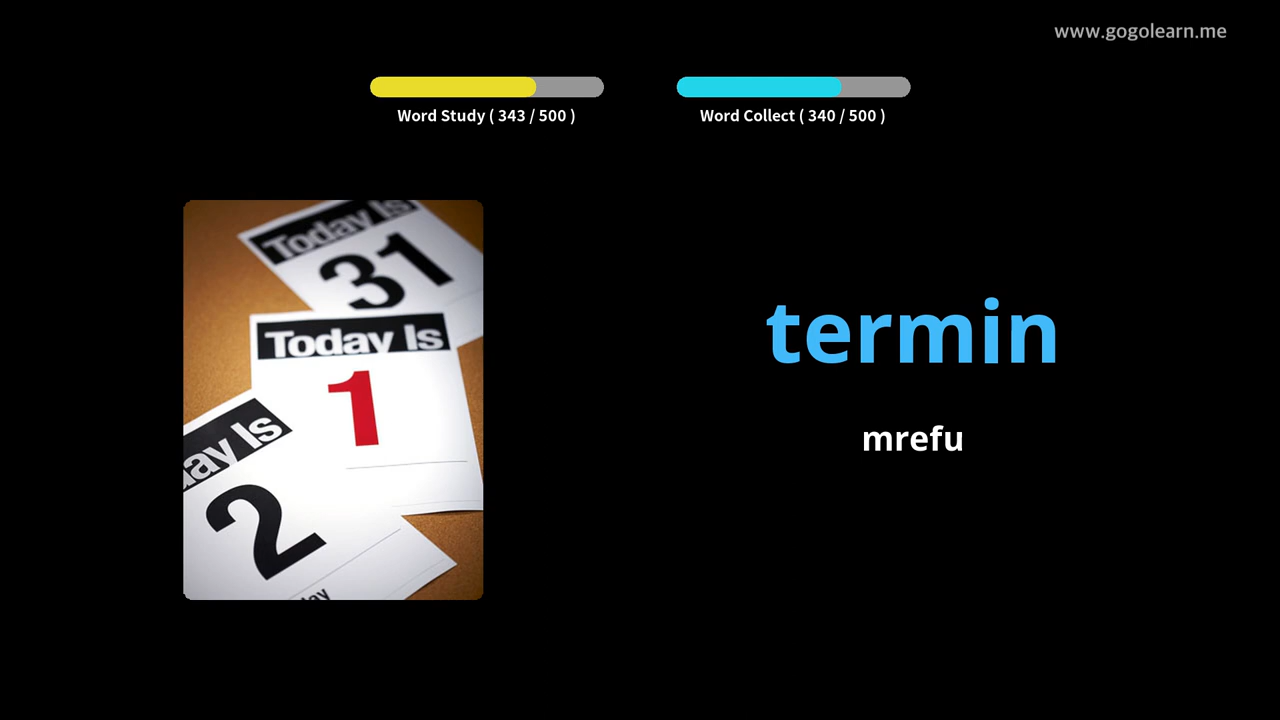 www.gogolearn.me
Word Study ( 343 / 500 )
Word Collect ( 340 / 500 )
Today Is
31
Today Is
1
ay Is
2
termin
mrefu